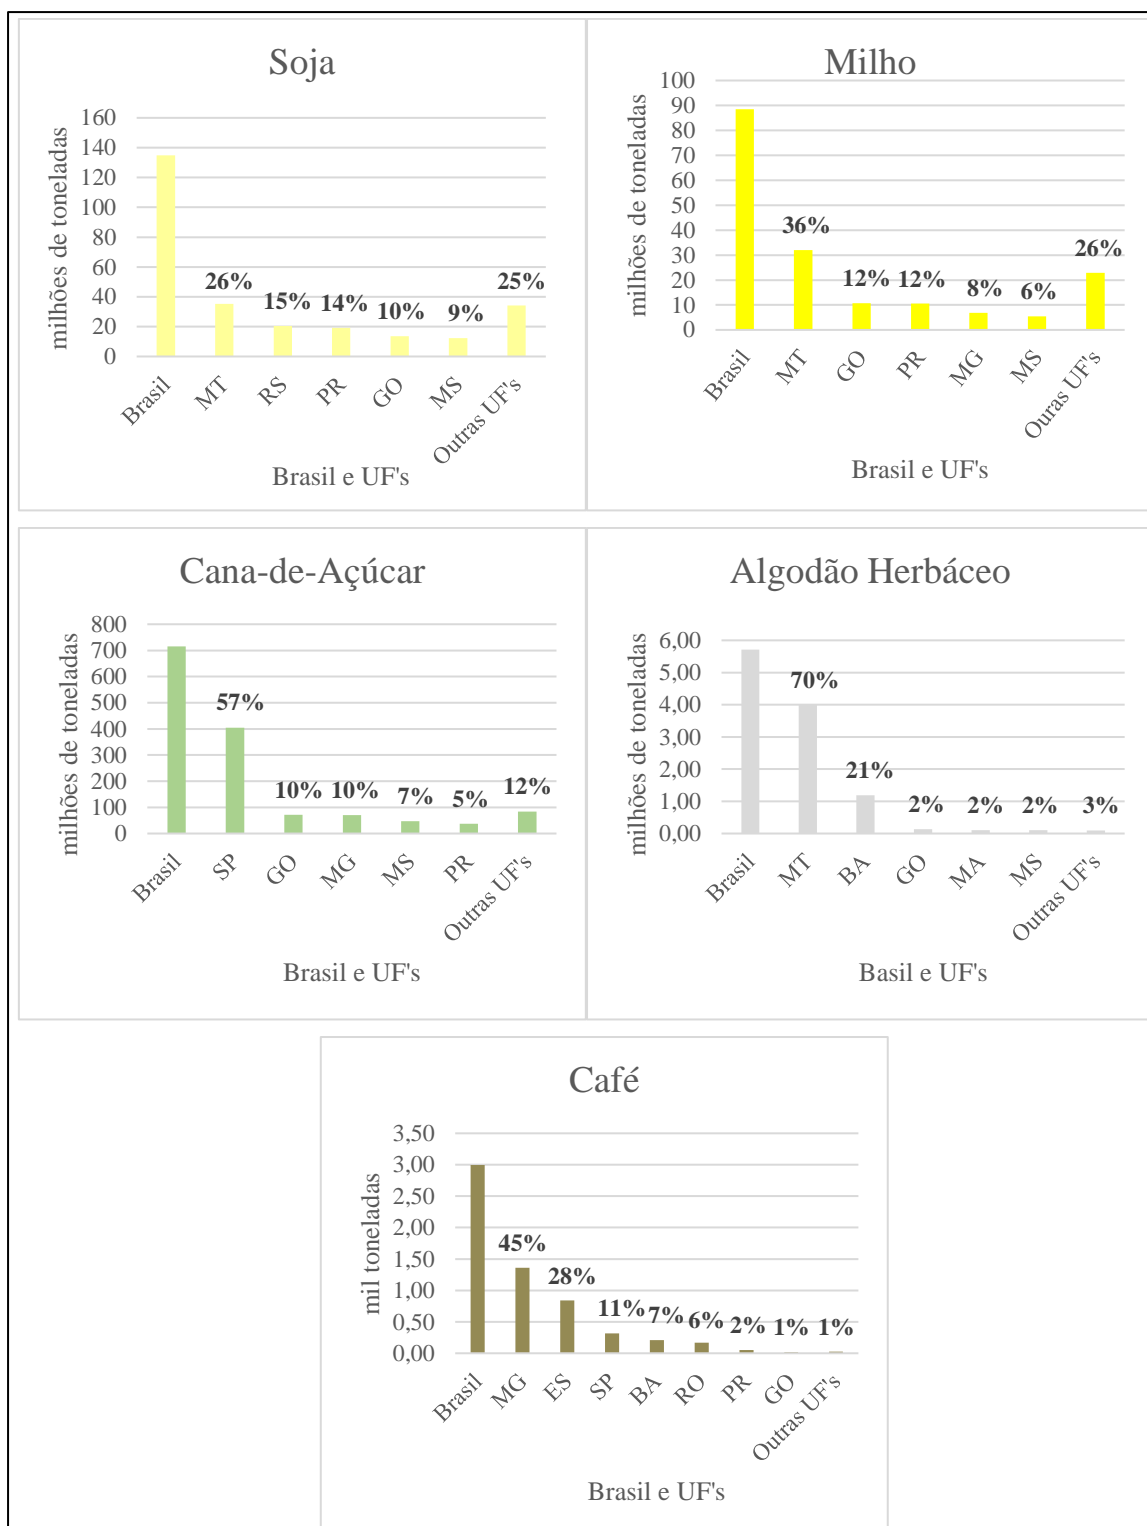 Soja
milhões de toneladas
160
140
120
100
80
60
40
20
0
26%
15%
14%
10%
9%
25%
Brasil
MT
RS
PR
GO
MS
Outras UF's
Brasil e UF's
Milho
milhões de toneladas
100
90
80
70
60
50
40
30
20
10
0
36%
12%
12%
8%
6%
26%
Brasil
MT
GO
PR
MG
MS
Ouras UF's
Brasil e UF's
Cana-de-Açúcar
milhões de toneladas
800
700
600
500
400
300
200
100
0
57%
10%
10%
7%
5%
12%
Brasil
SP
GO
MG
MS
PR
Outras UF's
Brasil e UF's
Algodão Herbáceo
milhões de toneladas
6,00
5,00
4,00
3,00
2,00
1,00
0,00
70%
21%
2%
2%
2%
3%
Brasil
MT
BA
GO
MA
MS
Outras UF's
Basil e UF's
Café
mil toneladas
3,50
3,00
2,50
2,00
1,50
1,00
0,50
0,00
45%
28%
11%
7%
6%
2%
1%
1%
Brasil
MG
ES
SP
BA
RO
PR
GO
Outras UF's
Brasil e UF's